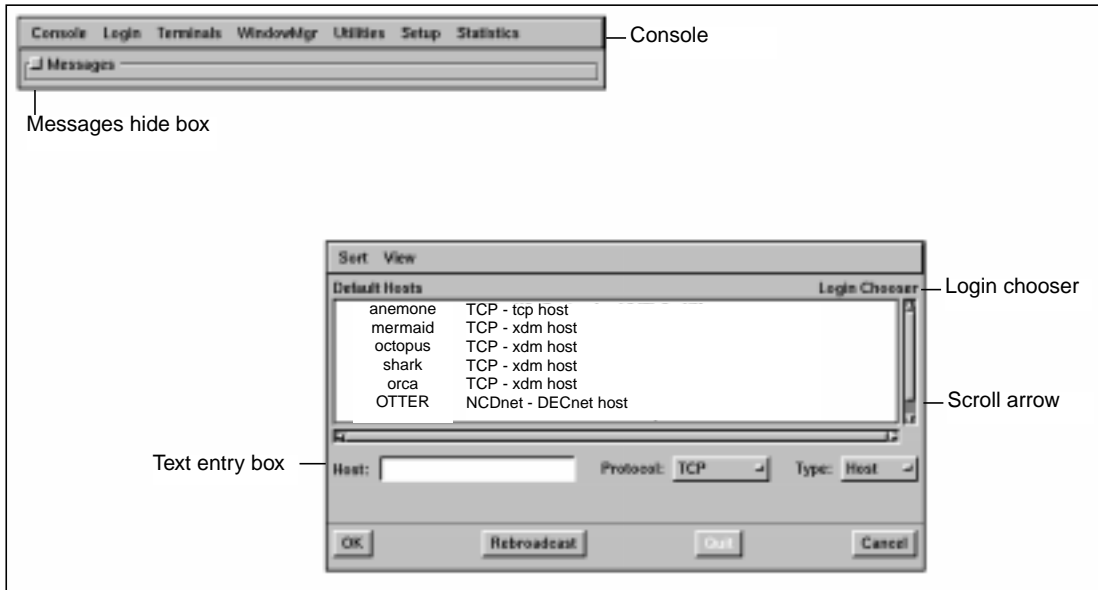 Console Login Terminals WindowMgr Utilities Setup Statistics
Console
Messages
Messages hide box
Sort View
Default Hosts Login Chooser
Login chooser
anemone TCP - tcp host
mermaid TCP - xdm host
octopus TCP - xdm host
shark TCP - xdm host
orca TCP - xdm host
OTTER NCDnet - DECnet host
Scroll arrow
Text entry box
Host: Protocol: TCP Type: Host
OK Rebroadcast Quit Cancel